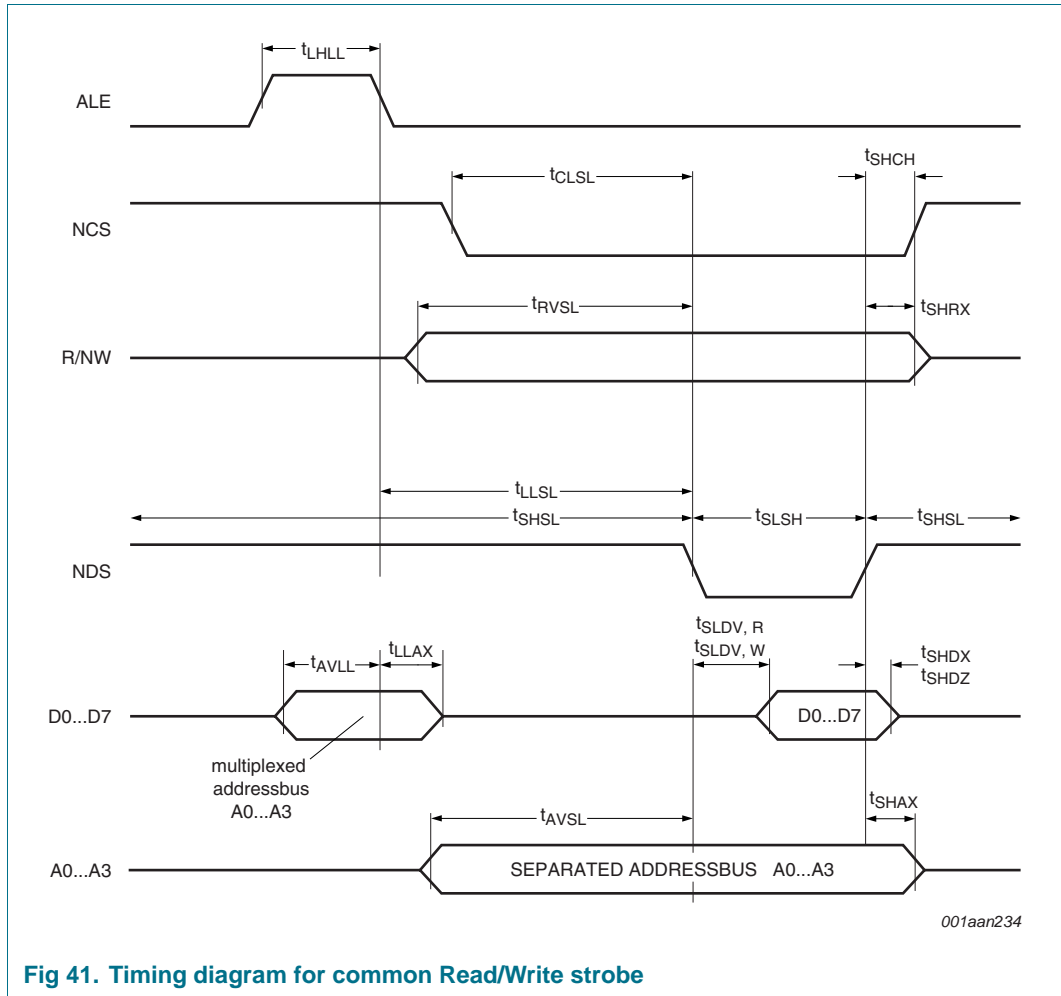 tLHLL
ALE
tSHCH
tCLSL
NCS
tRVSL
tSHRX
R/NW
tLLSL
tSHSL
tSLSH
tSHSL
NDS
tSLDV, R
tSLDV, W
tAVLL
tLLAX
tSHDX
tSHDZ
D0...D7
D0...D7
multiplexed
addressbus
A0...A3
tAVSL
tSHAX
A0...A3
SEPARATED ADDRESSBUS A0...A3
001aan234
Fig 41. Timing diagram for common Read/Write strobe